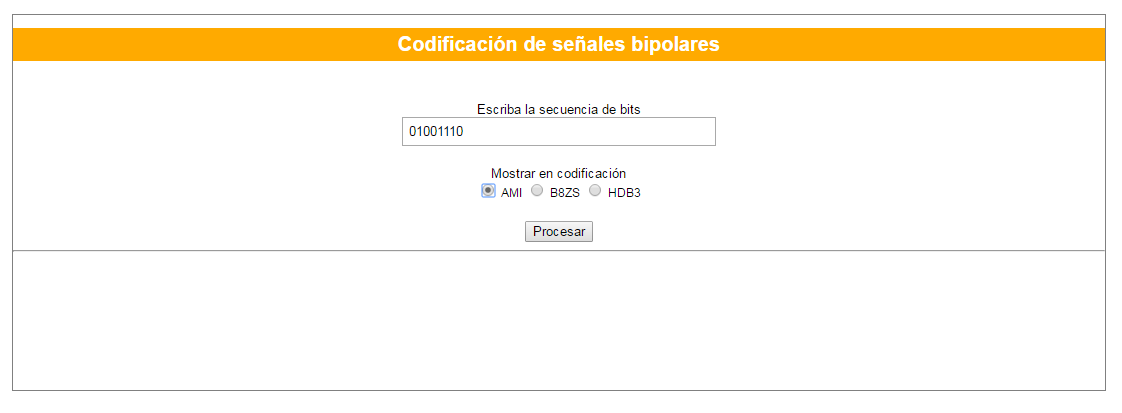 Codificación de señales bipolares
Escriba la secuencia de bits
01001110
Mostrar en codificación
AMI B8ZS HDB3
Procesar